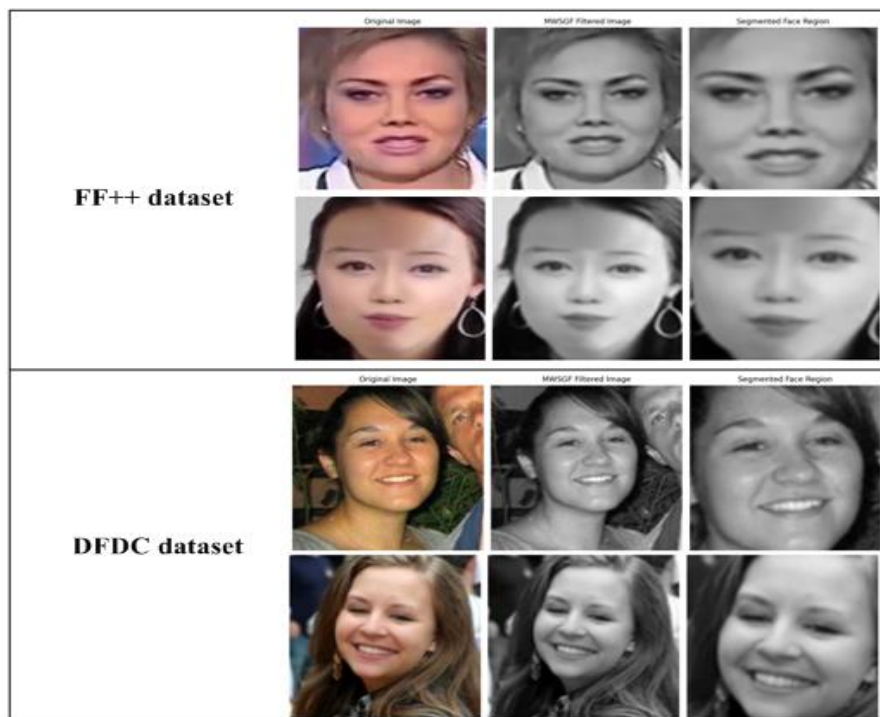 Original Image
MWSGF Filtered Image
Segmented Face Region
FF++ dataset
Original Image
MWSGF Filtered Image
Segmented Face Region
DFDC dataset